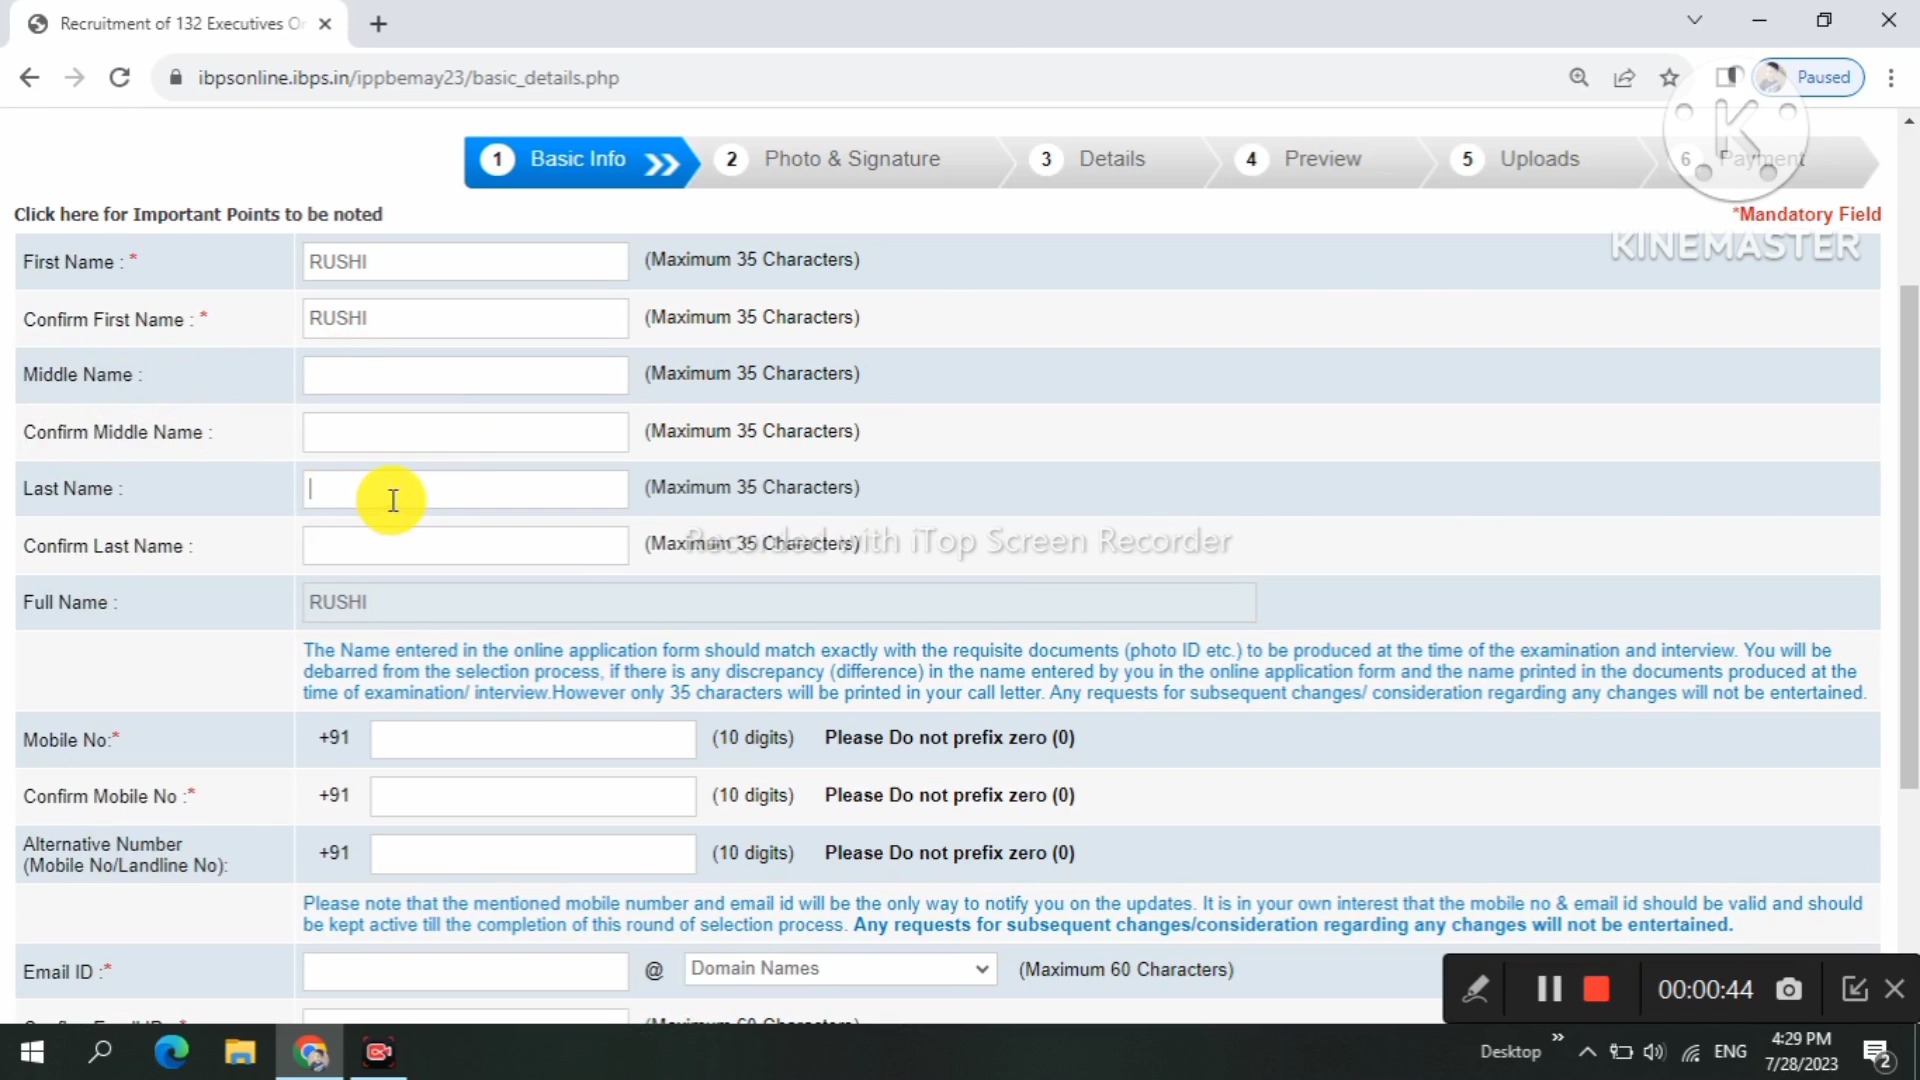 Recruitment of 132 Executives Or
ibpsonline.ibps.in/ippbemay23/basic_details.php
Paused
1 Basic Info
2 Photo & Signature
3 Details
4 Preview
5 Uploads
6 Payment
K
Click here for Important Points to be noted
*Mandatory Field
KINEMASTER
First Name : * RUSHI (Maximum 35 Characters)
Confirm First Name : * RUSHI (Maximum 35 Characters)
Middle Name : (Maximum 35 Characters)
Confirm Middle Name : (Maximum 35 Characters)
Last Name : (Maximum 35 Characters)
Confirm Last Name : (Maximum 35 Characters)
Recorded with iTop Screen Recorder
Full Name : RUSHI
The Name entered in the online application form should match exactly with the requisite documents (photo ID etc.) to be produced at the time of the examination and interview. You will be
debarred from the selection process, if there is any discrepancy (difference) in the name entered by you in the online application form and the name printed in the documents produced at the
time of examination/ interview.However only 35 characters will be printed in your call letter. Any requests for subsequent changes/ consideration regarding any changes will not be entertained.
Mobile No:* +91 (10 digits) Please Do not prefix zero (0)
Confirm Mobile No :* +91 (10 digits) Please Do not prefix zero (0)
Alternative Number
(Mobile No/Landline No): +91 (10 digits) Please Do not prefix zero (0)
Please note that the mentioned mobile number and email id will be the only way to notify you on the updates. It is in your own interest that the mobile no & email id should be valid and should
be kept active till the completion of this round of selection process. Any requests for subsequent changes/consideration regarding any changes will not be entertained.
Email ID :* @ Domain Names (Maximum 60 Characters)
00:00:44
Desktop
ENG
4:29 PM
7/28/2023
2